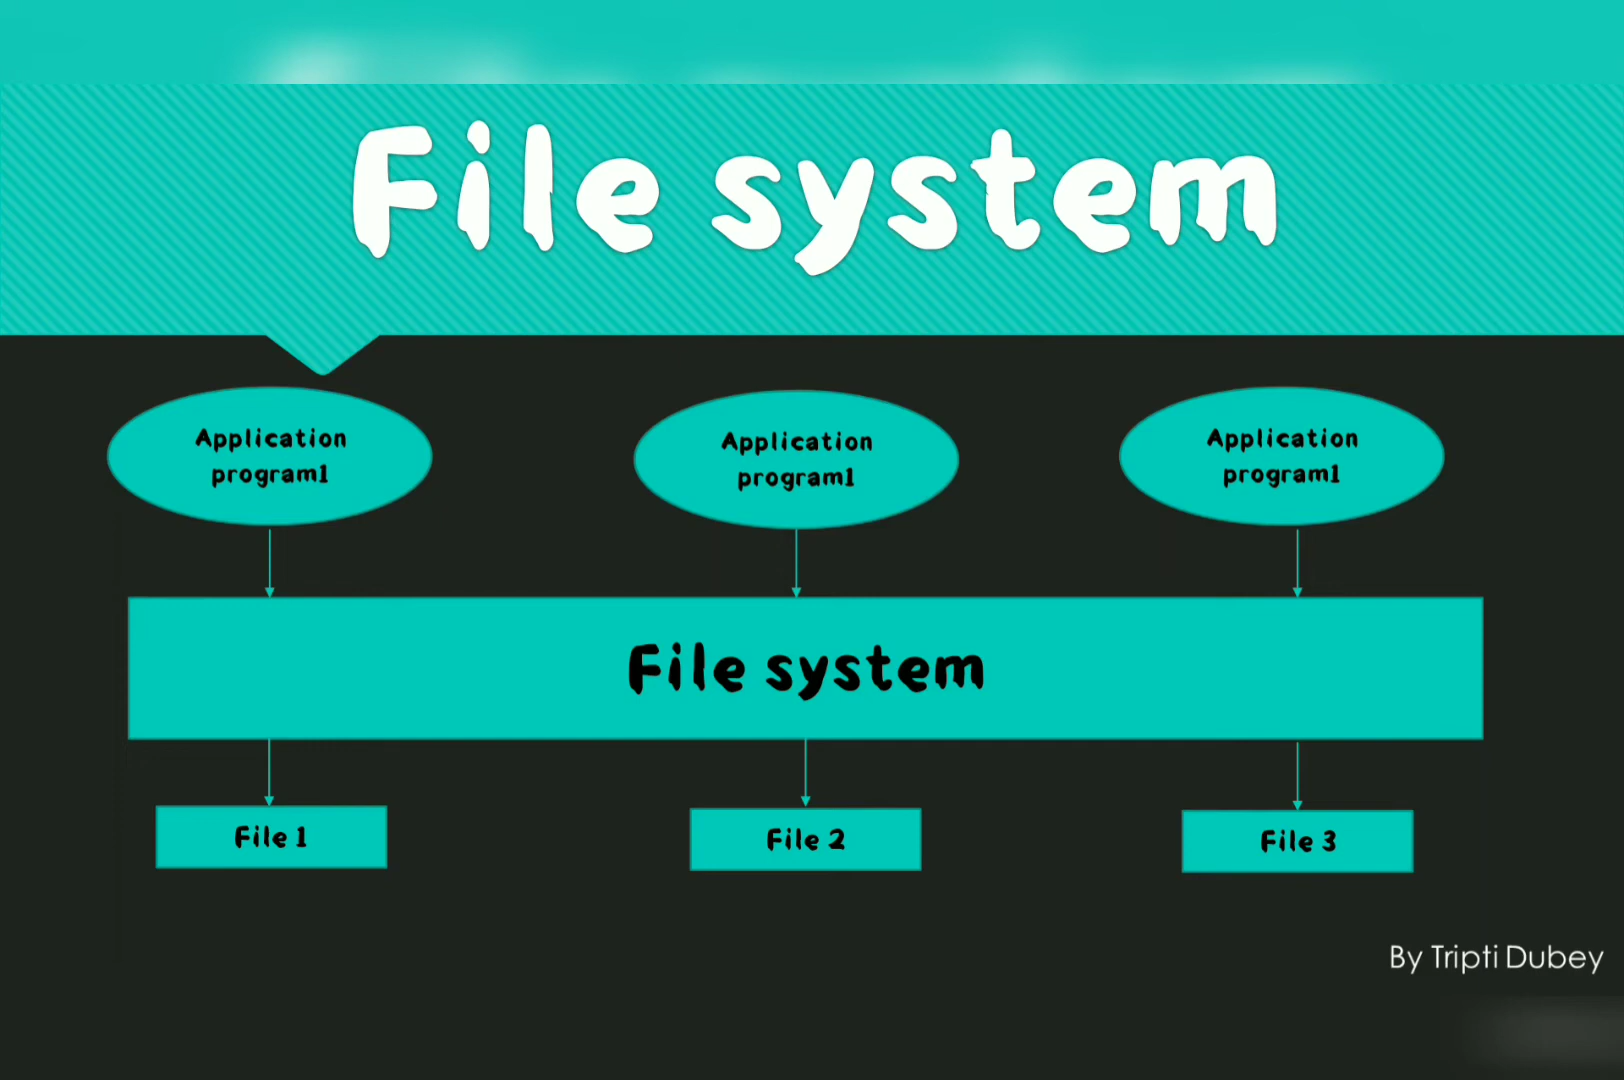 File system
Application
program1
Application
program1
Application
program1
File system
File 1
File 2
File 3
By Tripti Dubey